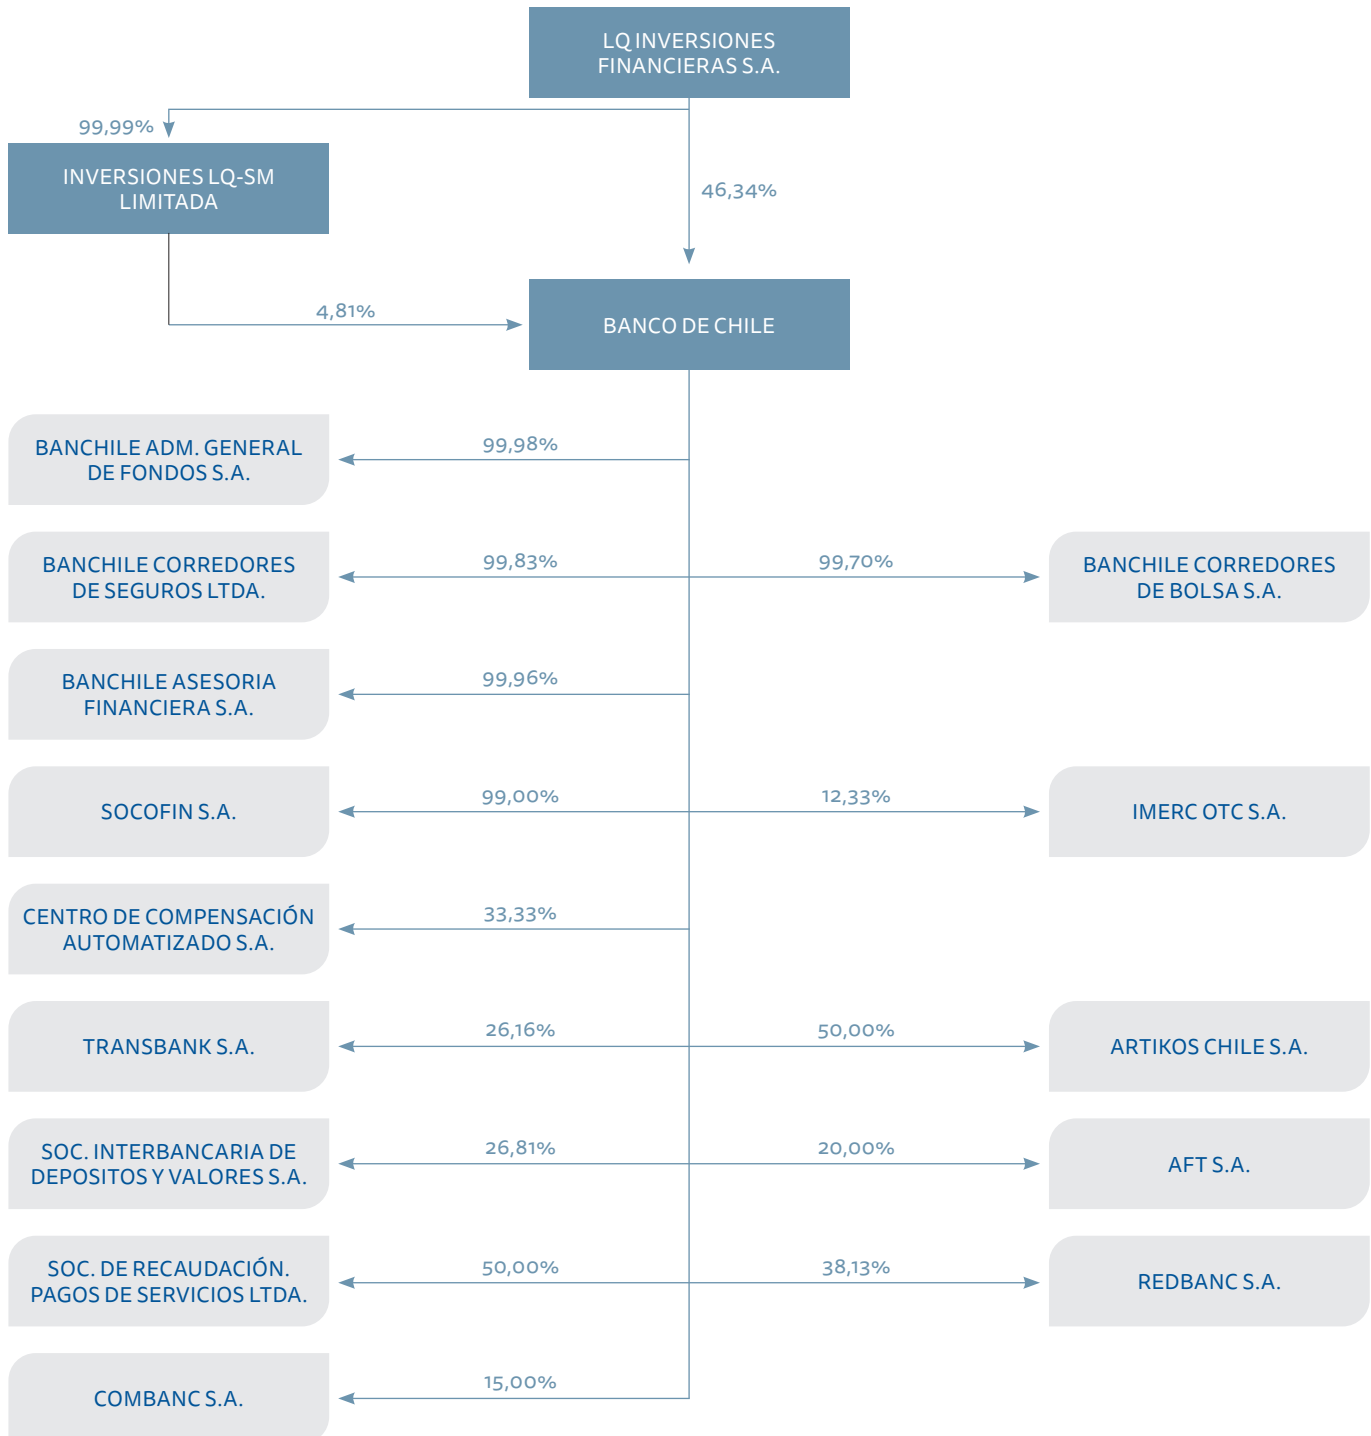 LQ INVERSIONES
FINANCIERAS S.A.
99,99%
INVERSIONES LQ-SM
LIMITADA
46,34%
4,81%
BANCO DE CHILE
BANCHILE ADM. GENERAL
DE FONDOS S.A.
99,98%
BANCHILE CORREDORES
DE SEGUROS LTDA.
99,83%
99,70%
BANCHILE CORREDORES
DE BOLSA S.A.
BANCHILE ASESORIA
FINANCIERA S.A.
99,96%
SOCOFIN S.A.
99,00%
12,33%
IMERC OTC S.A.
CENTRO DE COMPENSACIÓN
AUTOMATIZADO S.A.
33,33%
TRANSBANK S.A.
26,16%
50,00%
ARTIKOS CHILE S.A.
SOC. INTERBANCARIA DE
DEPOSITOS Y VALORES S.A.
26,81%
20,00%
AFT S.A.
SOC. DE RECAUDACIÓN.
PAGOS DE SERVICIOS LTDA.
50,00%
38,13%
REDBANC S.A.
COMBANC S.A.
15,00%